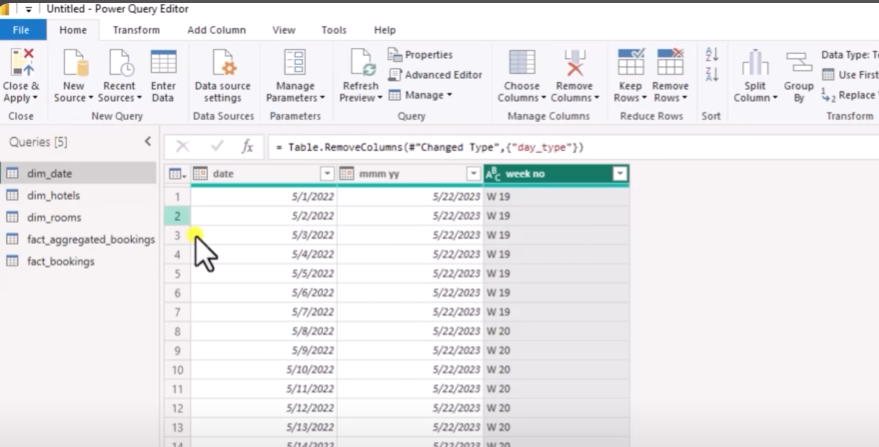 Untitled - Power Query Editor
File Home Transform Add Column View Tools Help
Close & Apply New Source Recent Sources Enter Data Data source settings Manage Parameters Refresh Preview Properties Advanced Editor Manage Choose Columns Remove Columns Keep Rows Remove Rows Split Column Group By Data Type: Te Use First Replace
Close New Query Data Sources Parameters Query Manage Columns Reduce Rows Sort Transform
Queries [5]
= Table.RemoveColumns(#"Changed Type",{"day_type"})
dim_date
dim_hotels
dim_rooms
fact_aggregated_bookings
fact_bookings
date mmm yy week no
1 5/1/2022 5/22/2023 W 19
2 5/2/2022 5/22/2023 W 19
3 5/3/2022 5/22/2023 W 19
4 5/4/2022 5/22/2023 W 19
5 5/5/2022 5/22/2023 W 19
6 5/6/2022 5/22/2023 W 19
7 5/7/2022 5/22/2023 W 19
8 5/8/2022 5/22/2023 W 20
9 5/9/2022 5/22/2023 W 20
10 5/10/2022 5/22/2023 W 20
11 5/11/2022 5/22/2023 W 20
12 5/12/2022 5/22/2023 W 20
13 5/13/2022 5/22/2023 W 20
14 5/14/2022 5/22/2023 W 20